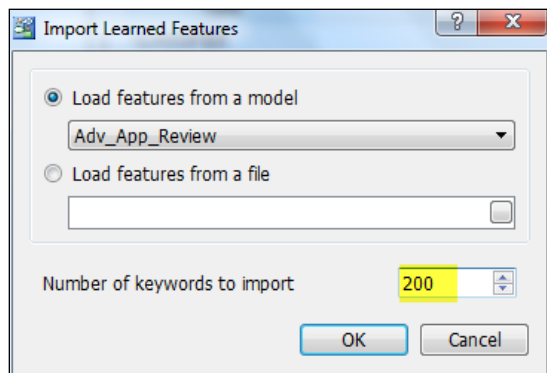 Import Learned Features
Load features from a model
Adv_App_Review
Load features from a file
Number of keywords to import 200
OK Cancel